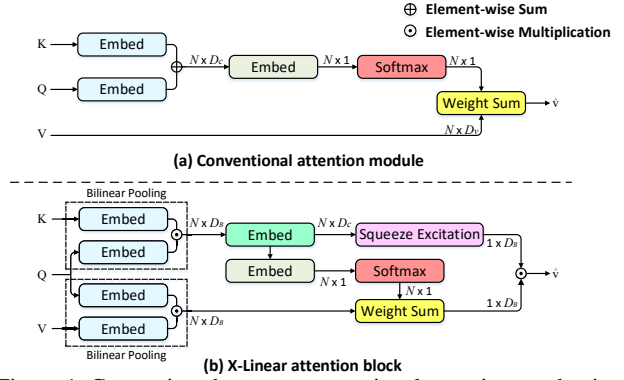 ⊕ Element-wise Sum
⊙ Element-wise Multiplication
K
Embed
N x Dc
Embed
N x 1
Softmax
N x 1
Q
Embed
Weight Sum
v̂
V
N x Dv
(a) Conventional attention module
Bilinear Pooling
K
Embed
N x DB
Embed
N x Dc
Squeeze Excitation
1 x DB
Embed
Q
Embed
N x 1
Softmax
v̂
Embed
N x 1
N x DB
Weight Sum
1 x DB
V
Embed
Bilinear Pooling
(b) X-Linear attention block